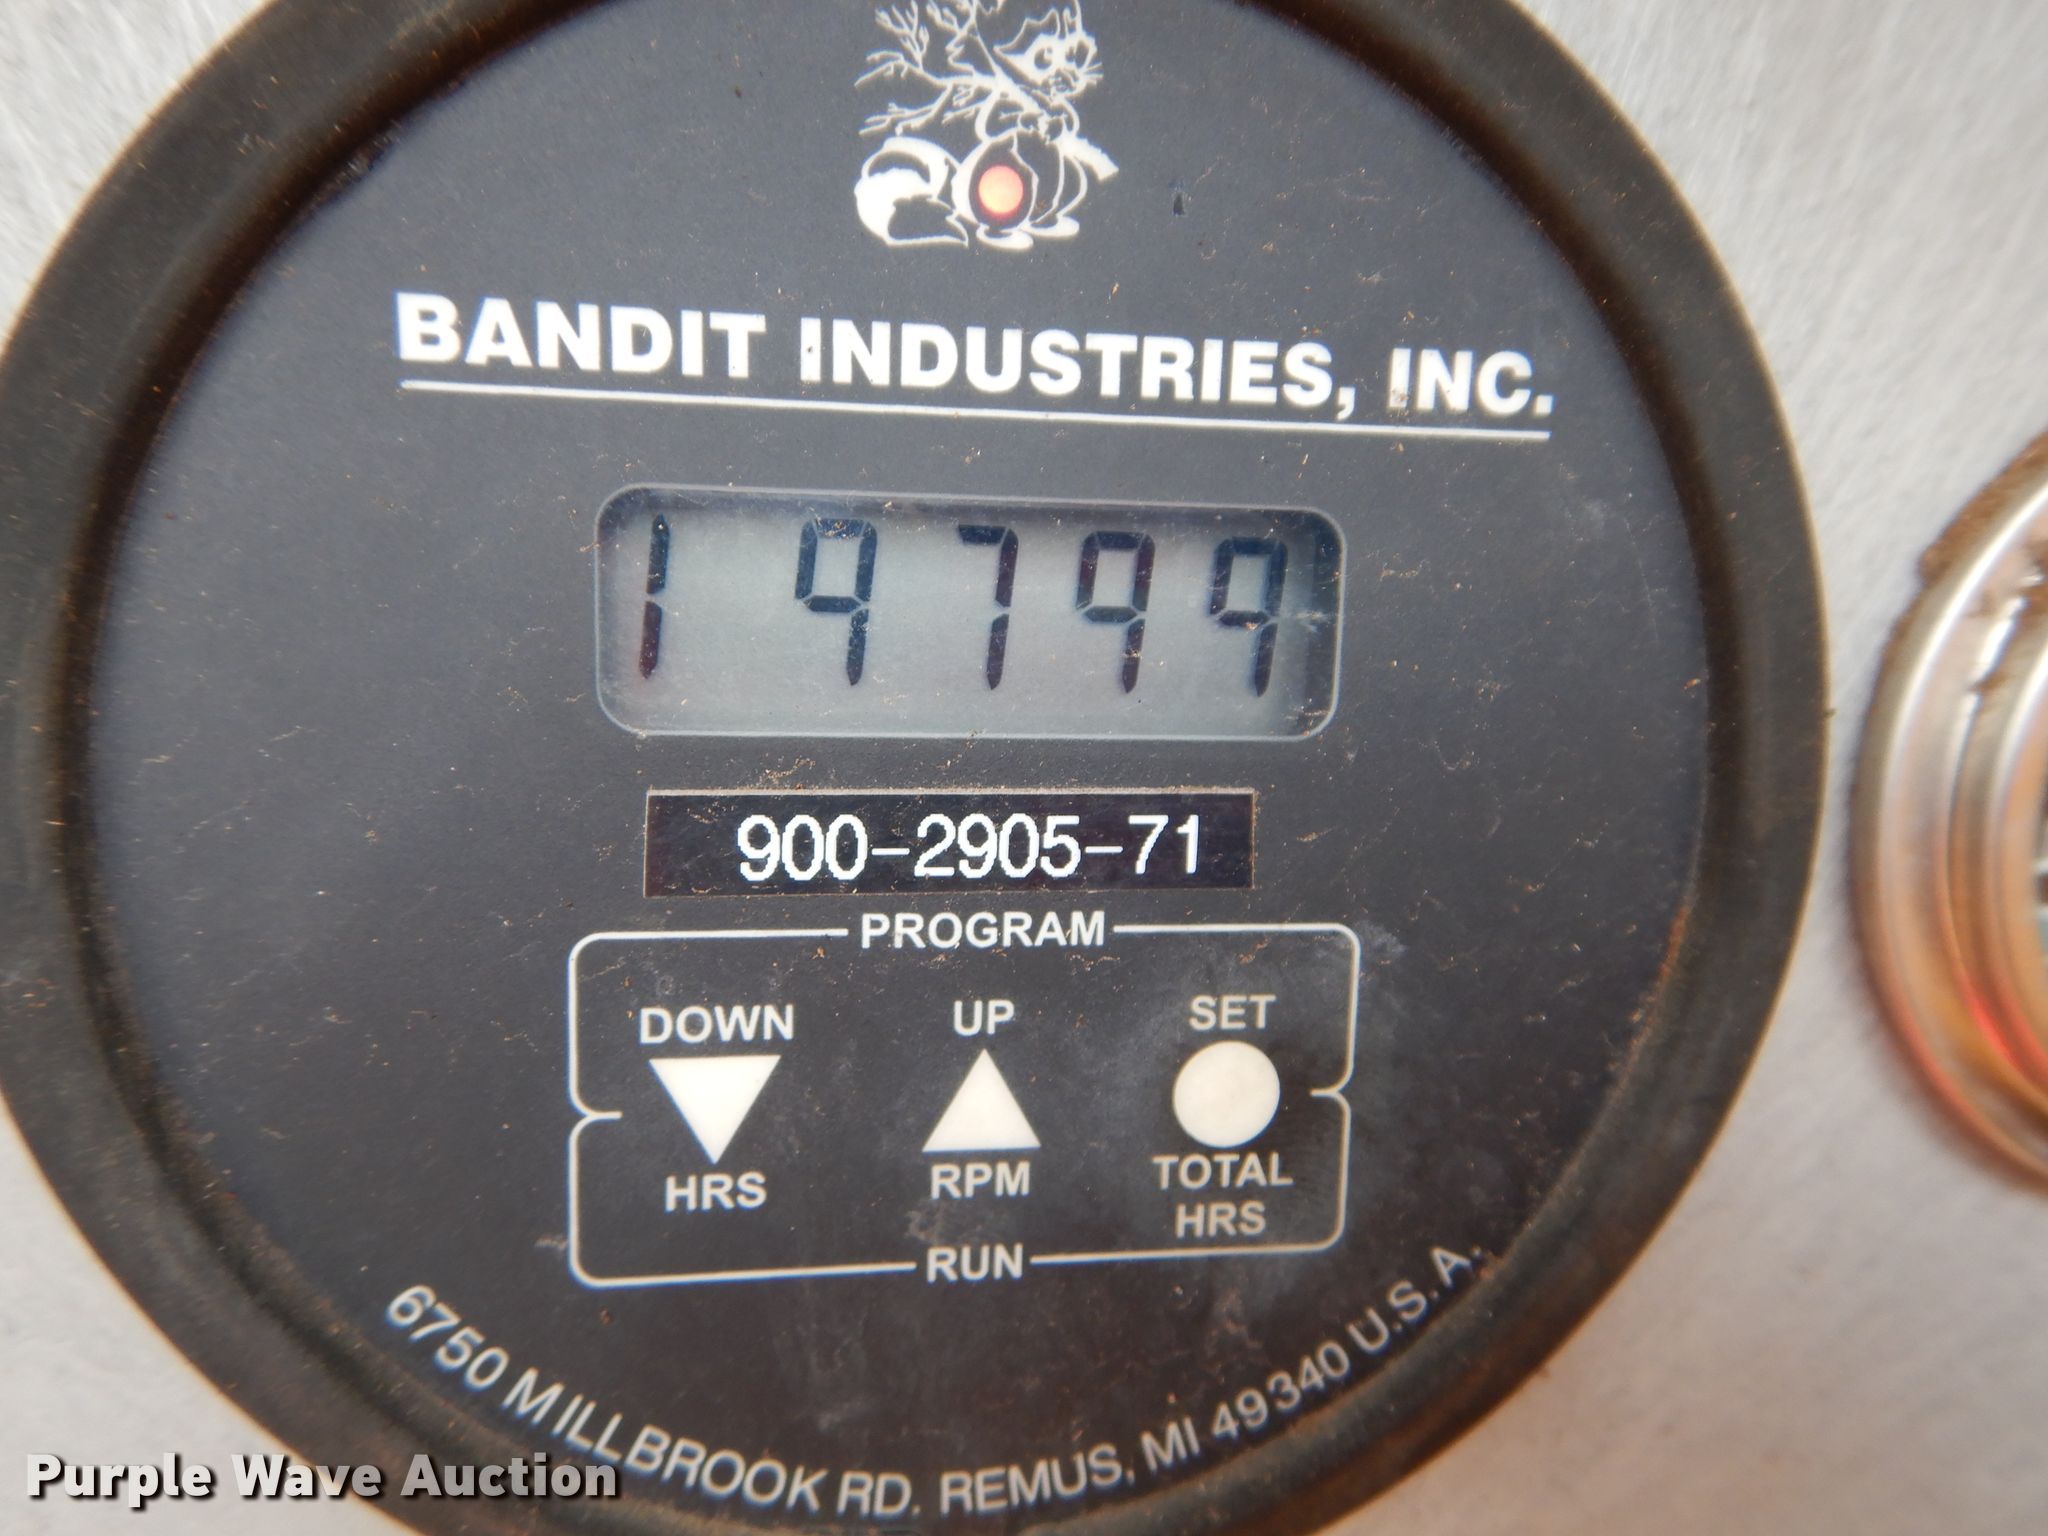 BANDIT INDUSTRIES, INC.
19799
900-2905-71
PROGRAM
DOWN UP SET
HRS RPM TOTAL HRS
RUN
6750 MILLBROOK RD. REMUS, MI 49340 U.S.A.
Purple Wave Auction